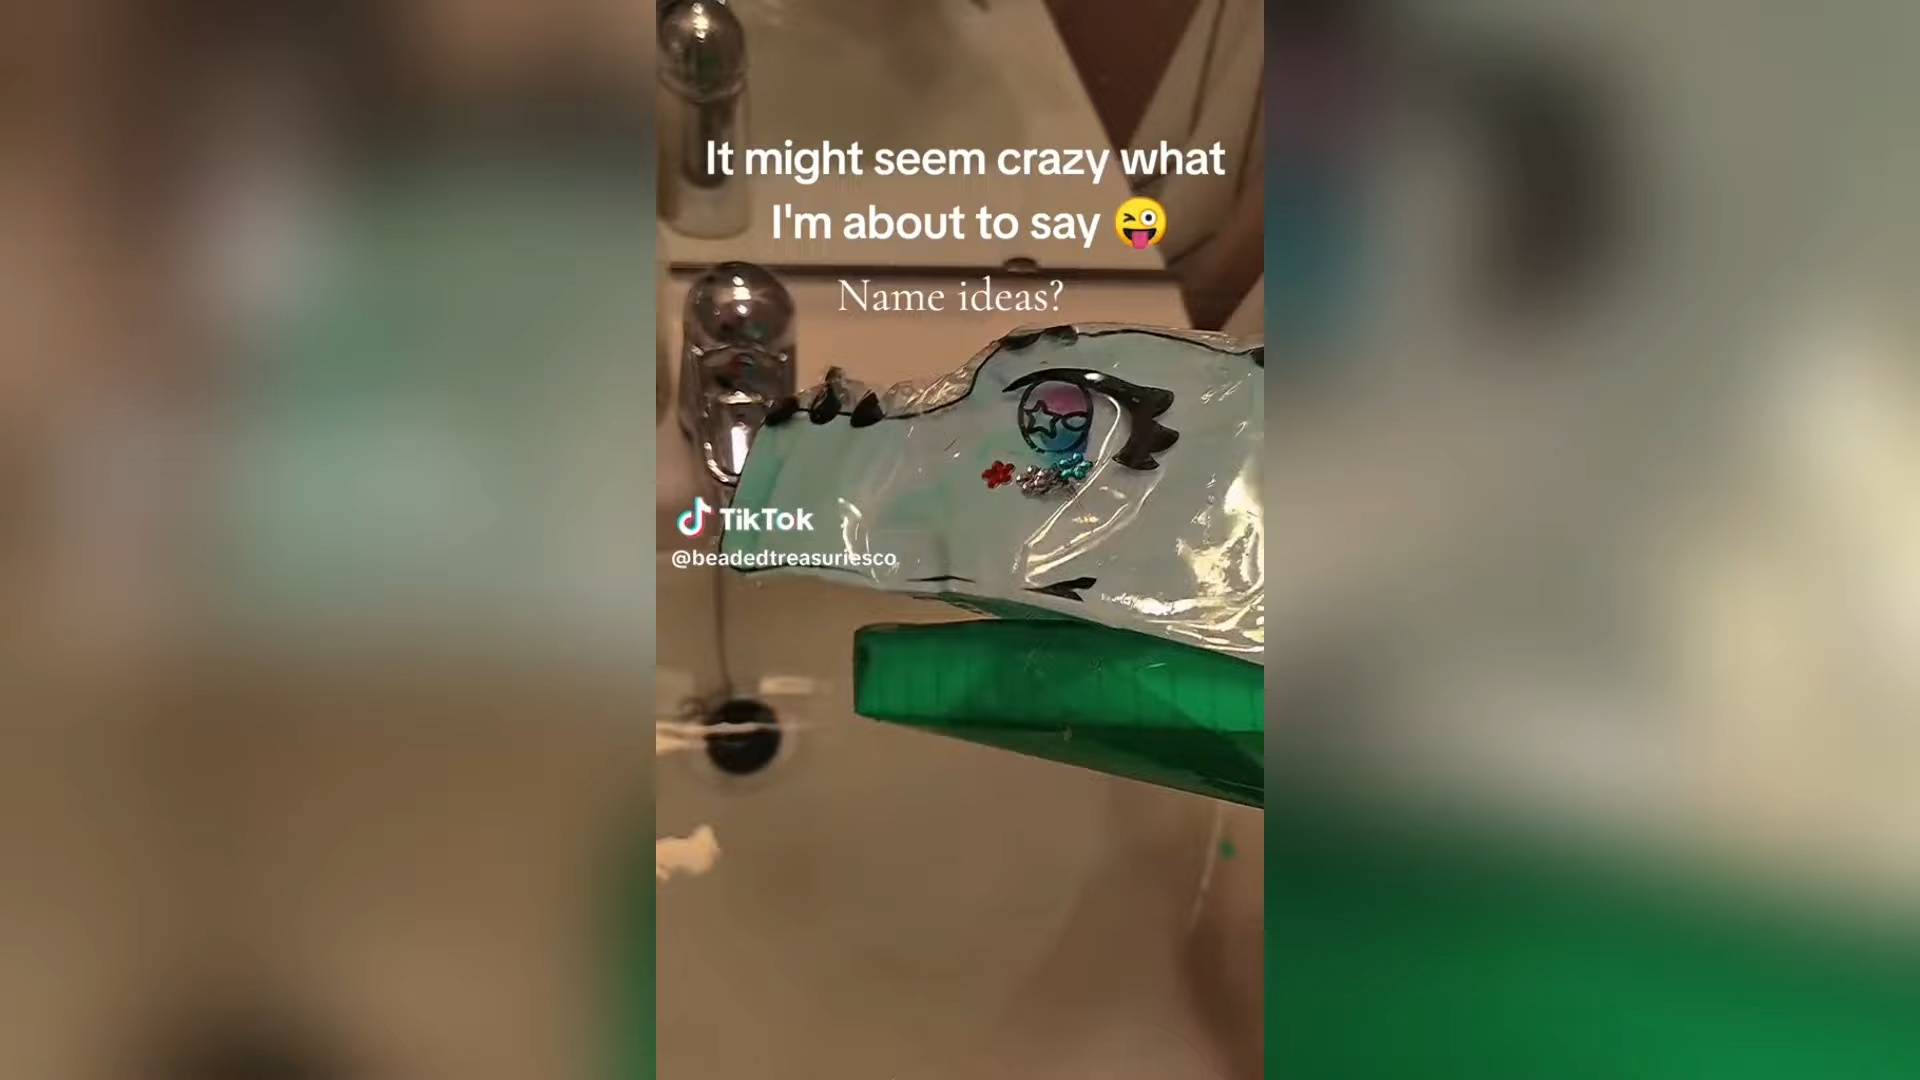 It might seem crazy what
I'm about to say 😜
Name ideas?
TikTok
@beadedtreasuriesco